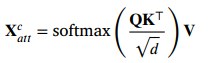 X^c_att = softmax(QK^⊤ / √d) V